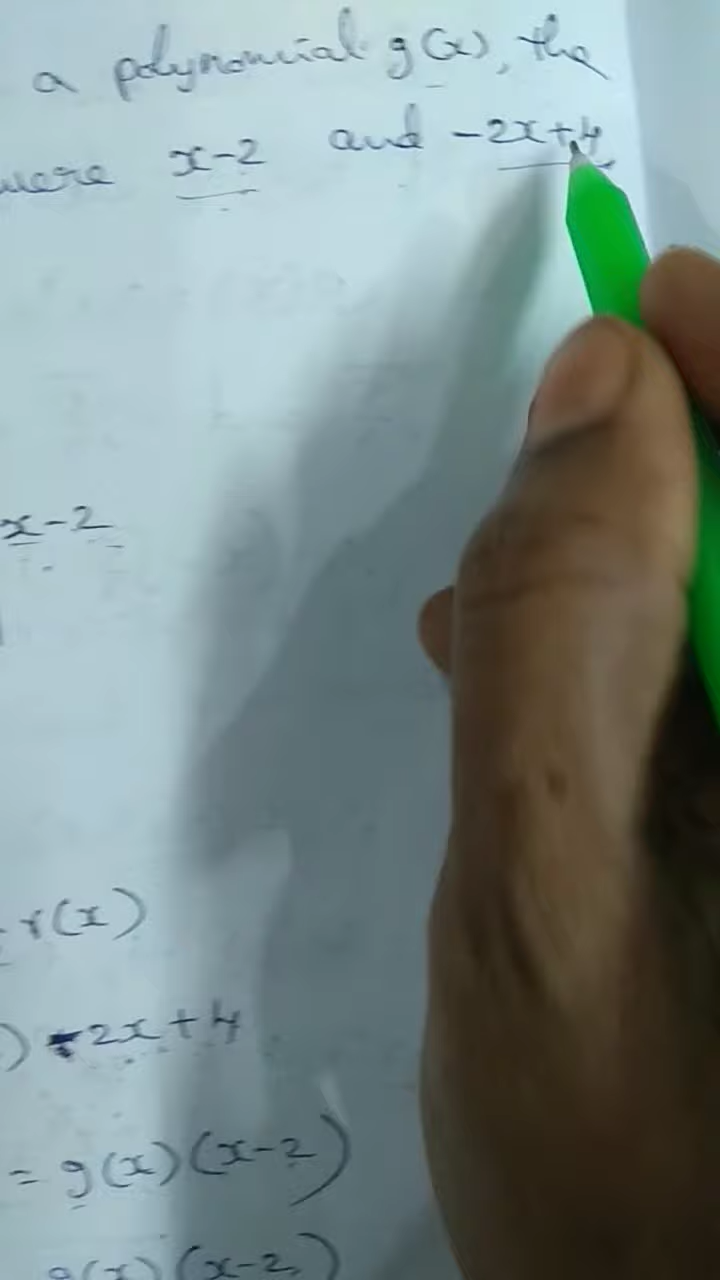 a polynomial g(x), the
were x-2 and -2x+4
x-2
r(x)
) -2x+4
= g(x)(x-2)
g(x)(x-2)